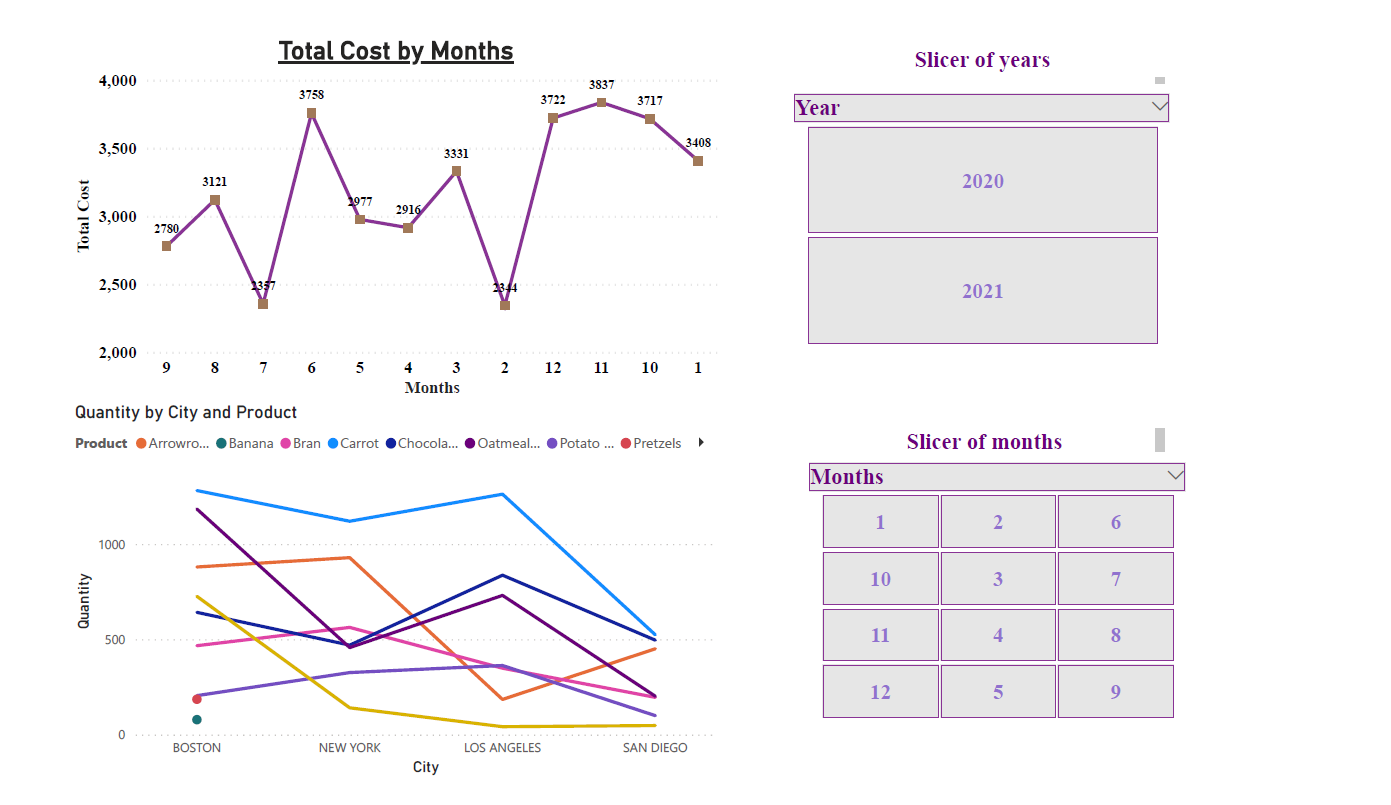 Total Cost by Months
4,000
3,500
3,000
2,500
2,000
Total Cost
2780
3121
2357
3758
2977
2916
3331
2344
3722
3837
3717
3408
9 8 7 6 5 4 3 2 12 11 10 1
Months
Slicer of years
Year
2020
2021
Quantity by City and Product
Product Arrowro... Banana Bran Carrot Chocola... Oatmeal... Potato ... Pretzels
1000
500
0
Quantity
BOSTON NEW YORK LOS ANGELES SAN DIEGO
City
Slicer of months
Months
1 2 6
10 3 7
11 4 8
12 5 9